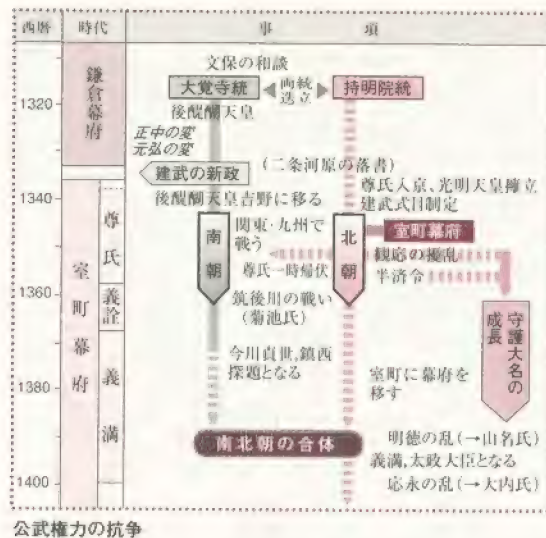 西暦 時代 事 項
鎌倉幕府
室町幕府
尊氏
義詮
義満
1320
1340
1360
1380
1400
文保の和談
大覚寺統 両統迭立 持明院統
後醍醐天皇
正中の変
元弘の変
建武の新政 (二条河原の落書)
尊氏入京、光明天皇擁立
建武式目制定
後醍醐天皇吉野に移る
南朝
関東・九州で
戦う
北朝
室町幕府
観応の擾乱
尊氏一時帰伏
半済令
筑後川の戦い
(菊池氏)
守護大名の
成長
今川貞世,鎮西
探題となる
室町に幕府を
移す
南北朝の合体
明徳の乱(→山名氏)
義満,太政大臣となる
応永の乱(→大内氏)
公武権力の抗争